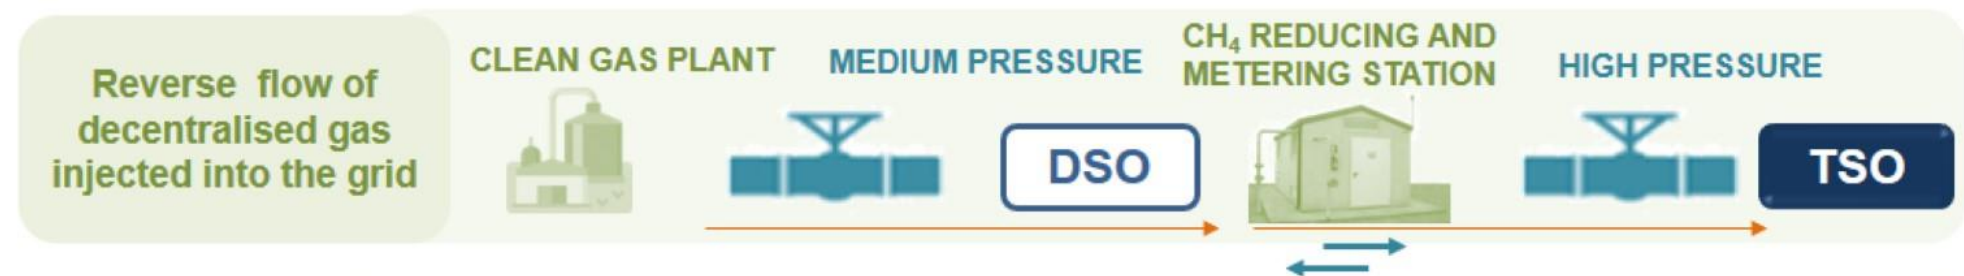 Reverse flow of
decentralised gas
injected into the grid
CLEAN GAS PLANT
MEDIUM PRESSURE
DSO
CH₄ REDUCING AND
METERING STATION
HIGH PRESSURE
TSO